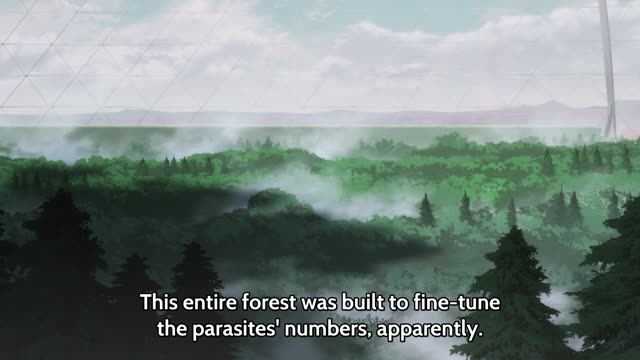 This entire forest was built to fine-tune
the parasites' numbers, apparently.